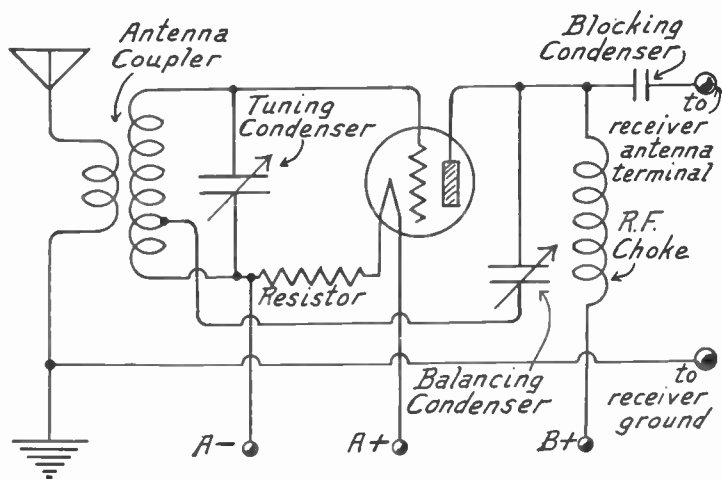 Antenna
Coupler
Blocking
Condenser
Tuning
Condenser
to
receiver
antenna
terminal
R.F.
Choke
Resistor
Balancing
Condenser
to
receiver
ground
A-
A+
B+